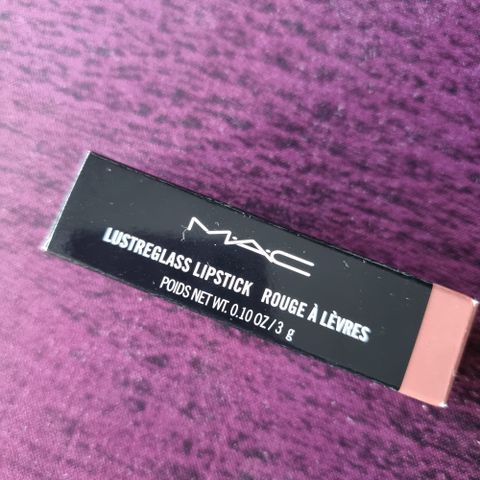 M·A·C
LUSTREGLASS LIPSTICK ROUGE À LÈVRES
POIDS NET WT. 0.10 OZ / 3 g